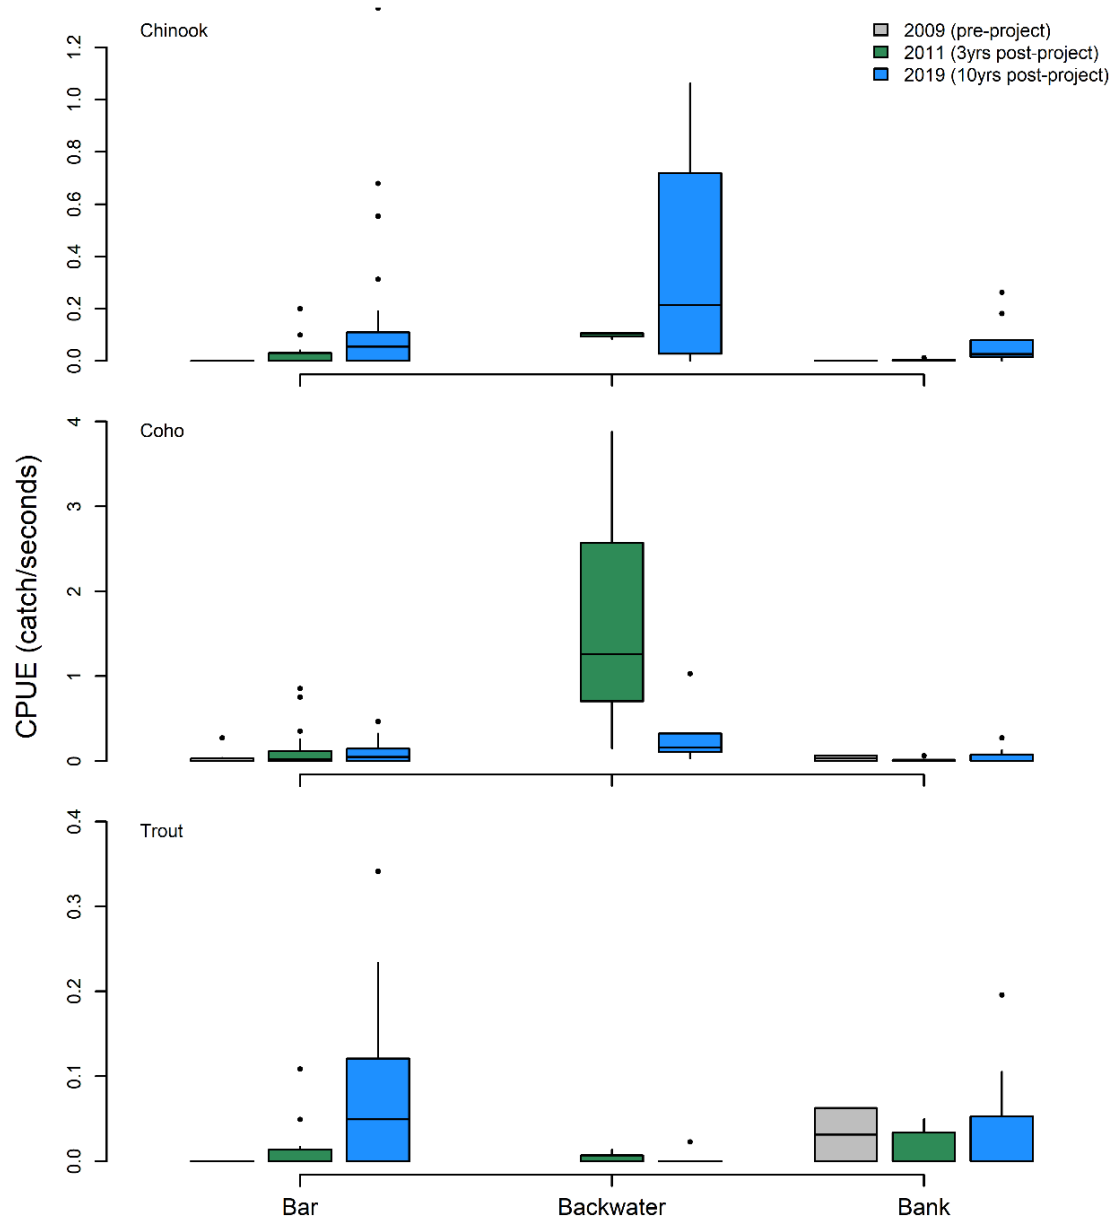 Chinook
2009 (pre-project)
2011 (3yrs post-project)
2019 (10yrs post-project)
1.2
1.0
0.8
0.6
0.4
0.2
0.0
Coho
4
3
2
1
0
CPUE (catch/seconds)
Trout
0.4
0.3
0.2
0.1
0.0
Bar
Backwater
Bank